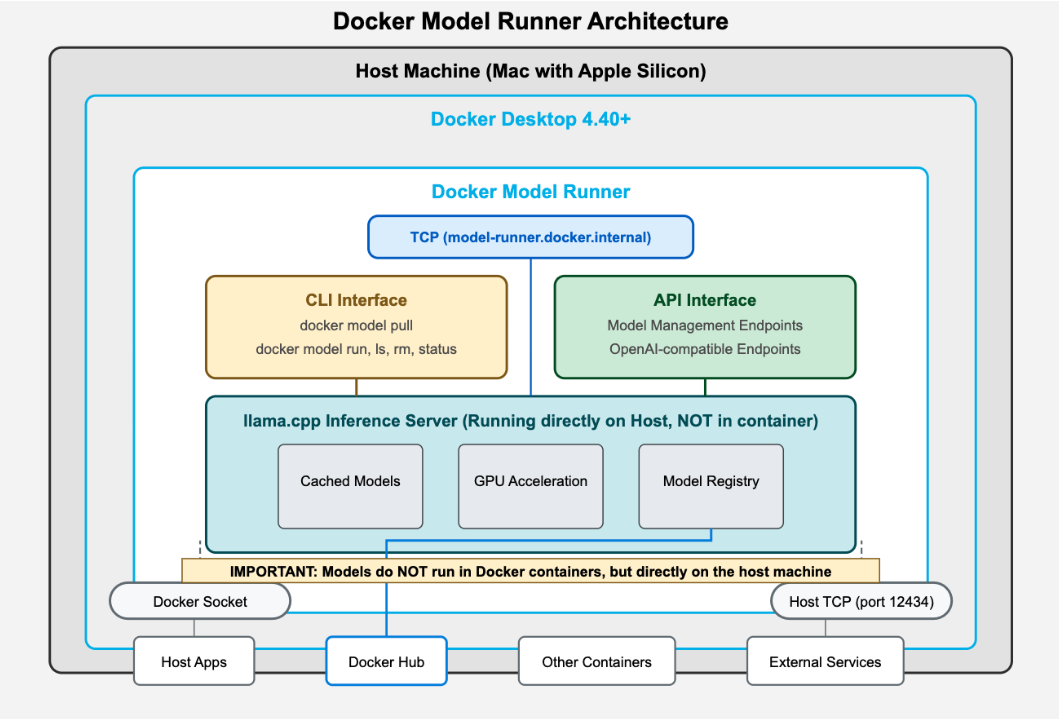 Docker Model Runner Architecture
Host Machine (Mac with Apple Silicon)
Docker Desktop 4.40+
Docker Model Runner
TCP (model-runner.docker.internal)
CLI Interface
docker model pull
docker model run, ls, rm, status
API Interface
Model Management Endpoints
OpenAI-compatible Endpoints
llama.cpp Inference Server (Running directly on Host, NOT in container)
Cached Models
GPU Acceleration
Model Registry
IMPORTANT: Models do NOT run in Docker containers, but directly on the host machine
Docker Socket
Host TCP (port 12434)
Host Apps
Docker Hub
Other Containers
External Services